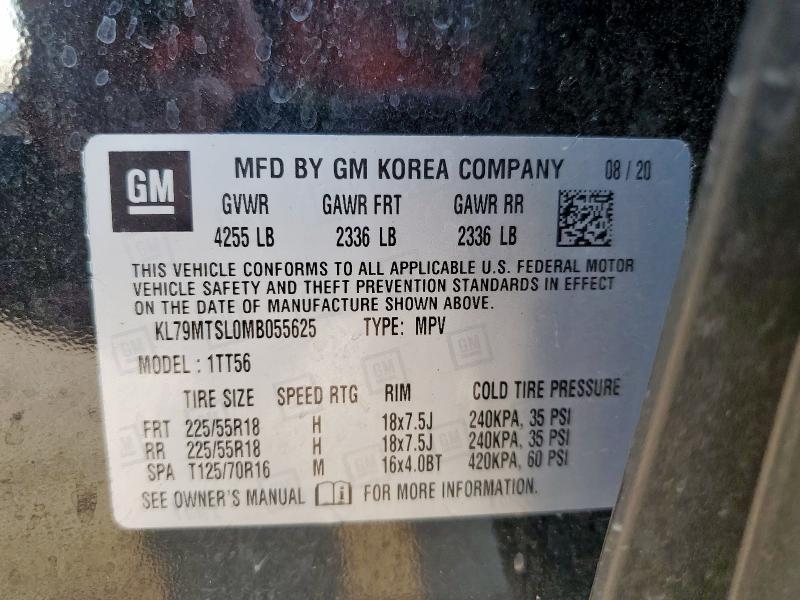 GM
MFD BY GM KOREA COMPANY 08 / 20
GVWR GAWR FRT GAWR RR
4255 LB 2336 LB 2336 LB
THIS VEHICLE CONFORMS TO ALL APPLICABLE U.S. FEDERAL MOTOR
VEHICLE SAFETY AND THEFT PREVENTION STANDARDS IN EFFECT
ON THE DATE OF MANUFACTURE SHOWN ABOVE.
KL79MTSL0MB055625 TYPE: MPV
MODEL : 1TT56
TIRE SIZE SPEED RTG RIM COLD TIRE PRESSURE
FRT 225/55R18 H 18x7.5J 240KPA, 35 PSI
RR 225/55R18 H 18x7.5J 240KPA, 35 PSI
SPA T125/70R16 M 16x4.0BT 420KPA, 60 PSI
SEE OWNER'S MANUAL FOR MORE INFORMATION.